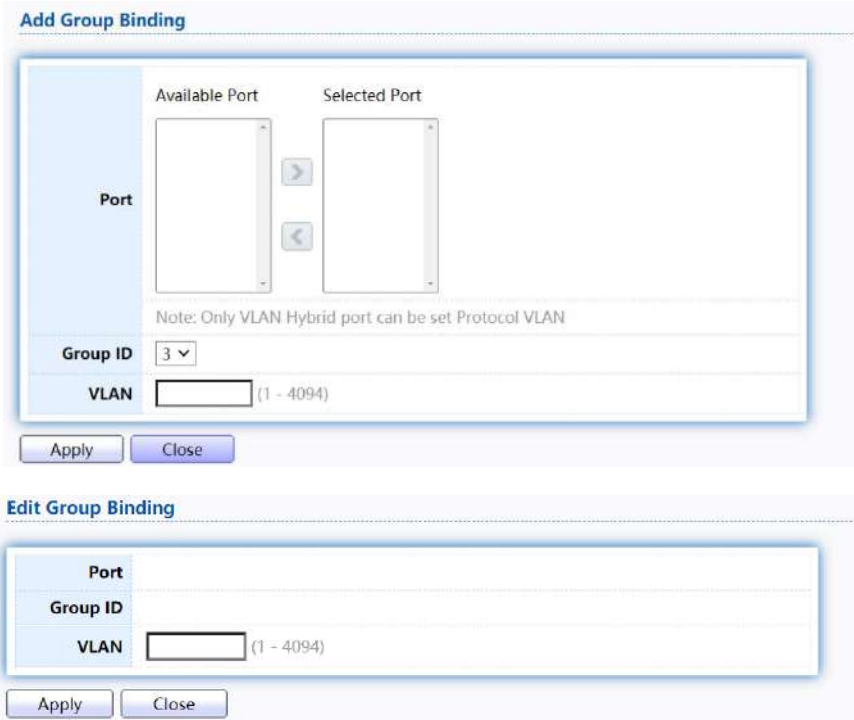 Add Group Binding
Available Port Selected Port
Port
Note: Only VLAN Hybrid port can be set Protocol VLAN
Group ID 3
VLAN (1 - 4094)
Apply Close
Edit Group Binding
Port
Group ID
VLAN (1 - 4094)
Apply Close